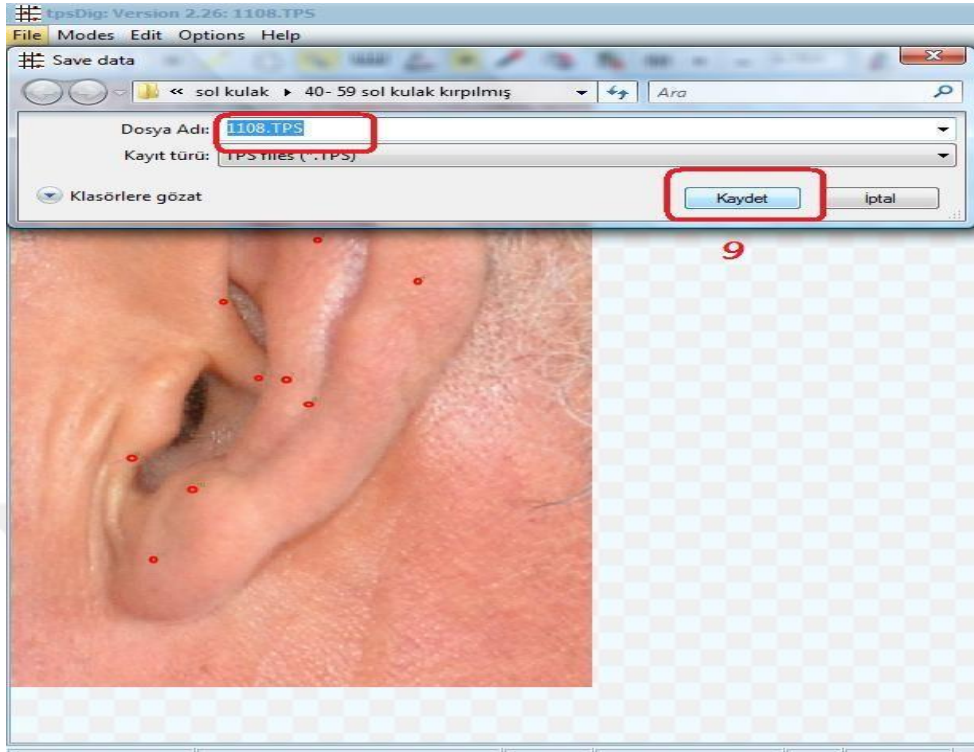 tpsDig: Version 2.26: 1108.TPS
File Modes Edit Options Help
Save data
« sol kulak ▸ 40- 59 sol kulak kırpılmış
Ara
Dosya Adı: 1108.TPS
Kayıt türü: TPS files (*.TPS)
Klasörlere gözat
Kaydet
İptal
9